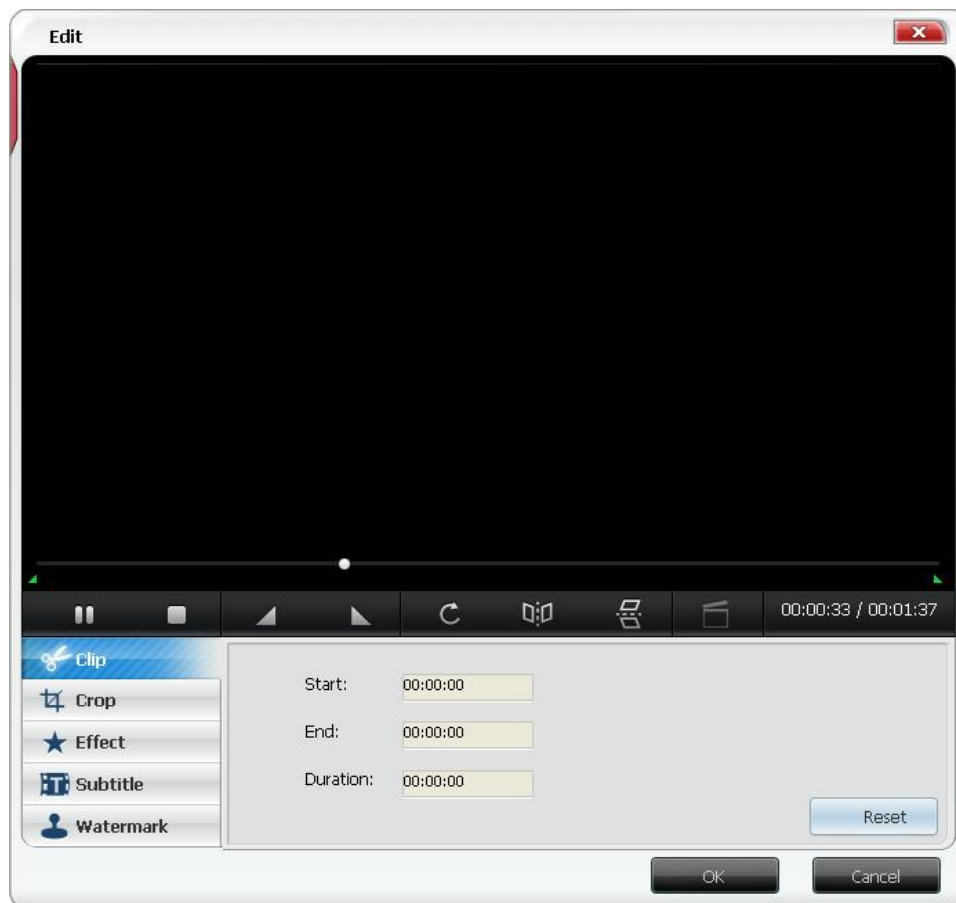 Edit
00:00:33 / 00:01:37
Clip
Crop
Effect
Subtitle
Watermark
Start: 00:00:00
End: 00:00:00
Duration: 00:00:00
Reset
OK Cancel